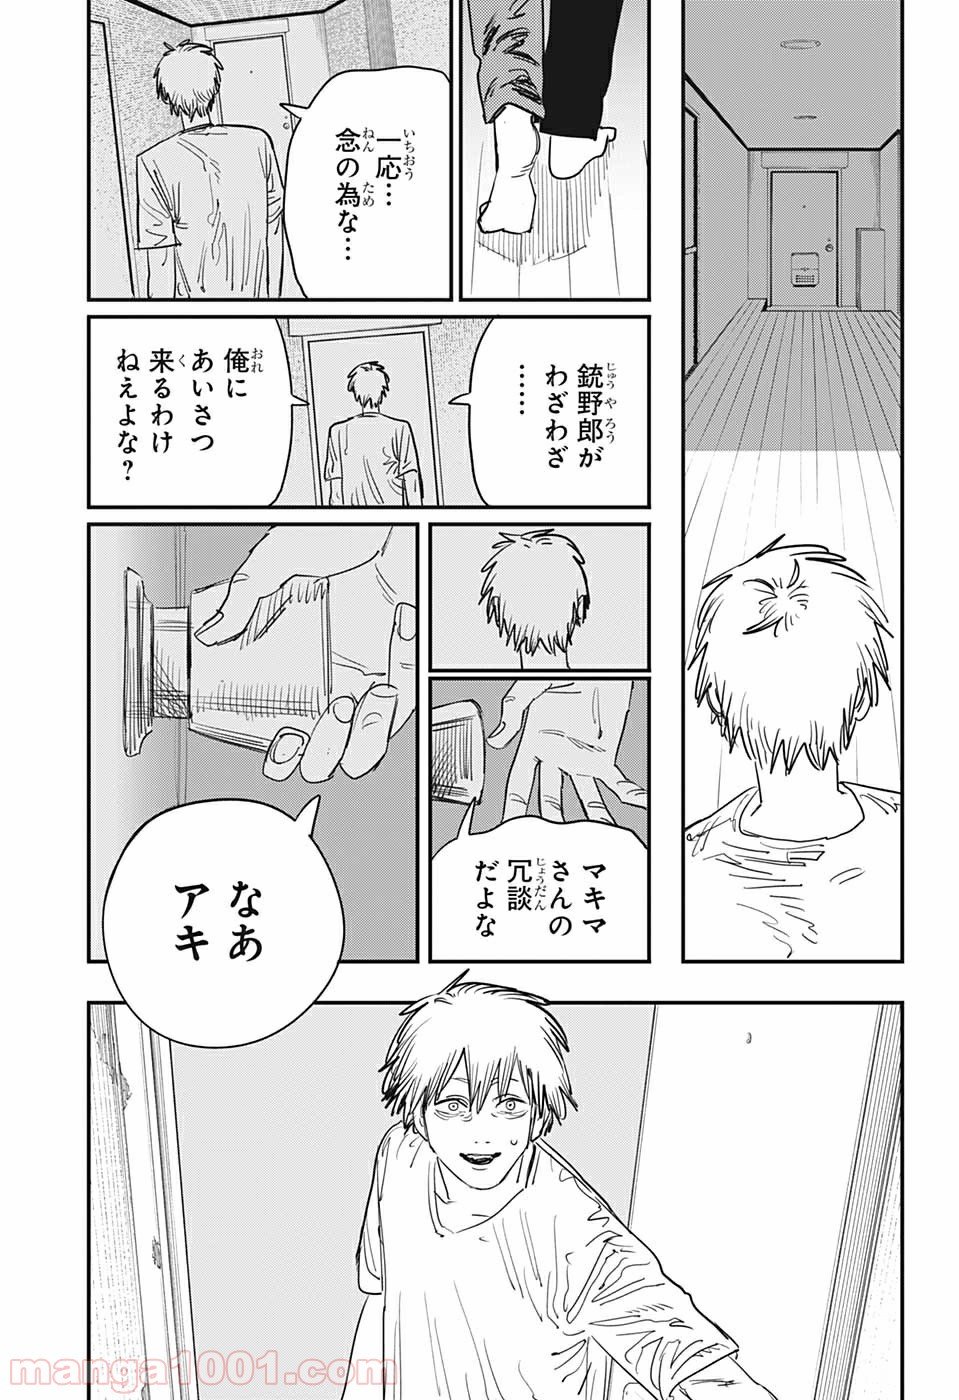 一応…
念の為な…
銃野郎が
わざわざ
……
俺に
あいさつ
来るわけ
ねえよな?
マキマ
さんの
冗談
だよな
なあ
アキ
manga1001.com